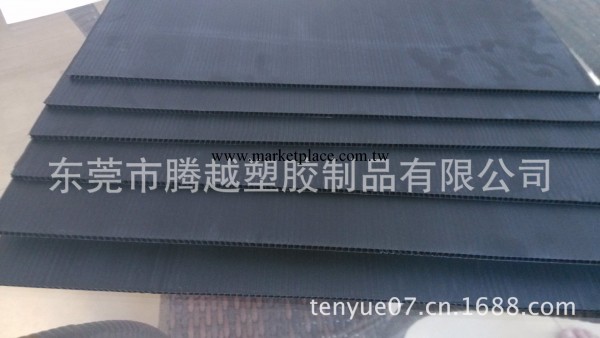 www.marketplace.com.tw
东莞市腾越塑胶制品有限公司
tenyue07.cn.1688.com